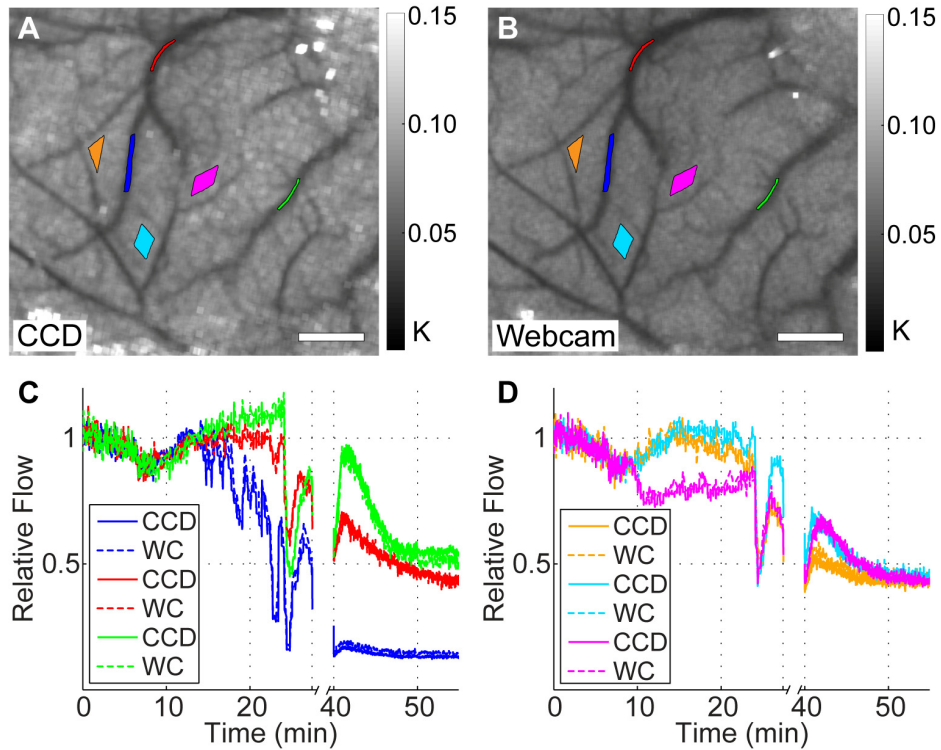 A
0.15
0.10
0.05
K
CCD
B
0.15
0.10
0.05
K
Webcam
C
Relative Flow
1
0.5
CCD
WC
CCD
WC
CCD
WC
0 10 20 40 50
Time (min)
D
Relative Flow
1
0.5
CCD
WC
CCD
WC
CCD
WC
0 10 20 40 50
Time (min)